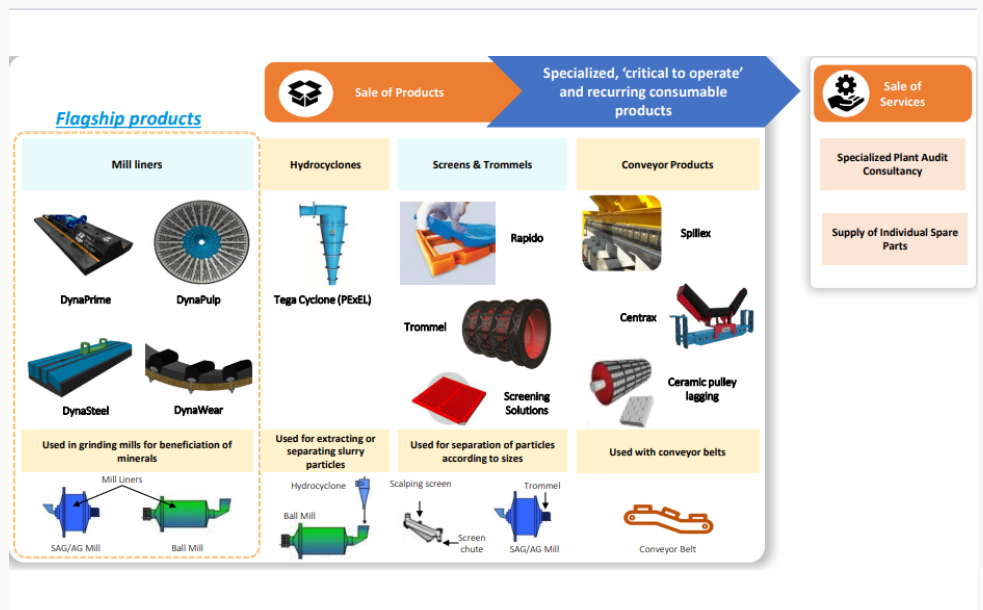 Sale of Products
Specialized, ‘critical to operate’
and recurring consumable
products
Sale of
Services
Flagship products
Mill liners
Hydrocyclones
Screens & Trommels
Conveyor Products
Specialized Plant Audit
Consultancy
Supply of Individual Spare
Parts
DynaPrime
DynaPulp
Tega Cyclone (PExEL)
Rapido
Spillex
Trommel
Centrax
DynaSteel
DynaWear
Screening
Solutions
Ceramic pulley
lagging
Used in grinding mills for beneficiation of
minerals
Used for extracting or
separating slurry
particles
Used for separation of particles
according to sizes
Used with conveyor belts
Mill Liners
SAG/AG Mill
Ball Mill
Hydrocyclone
Ball Mill
Scalping screen
Screen
chute
Trommel
SAG/AG Mill
Conveyor Belt